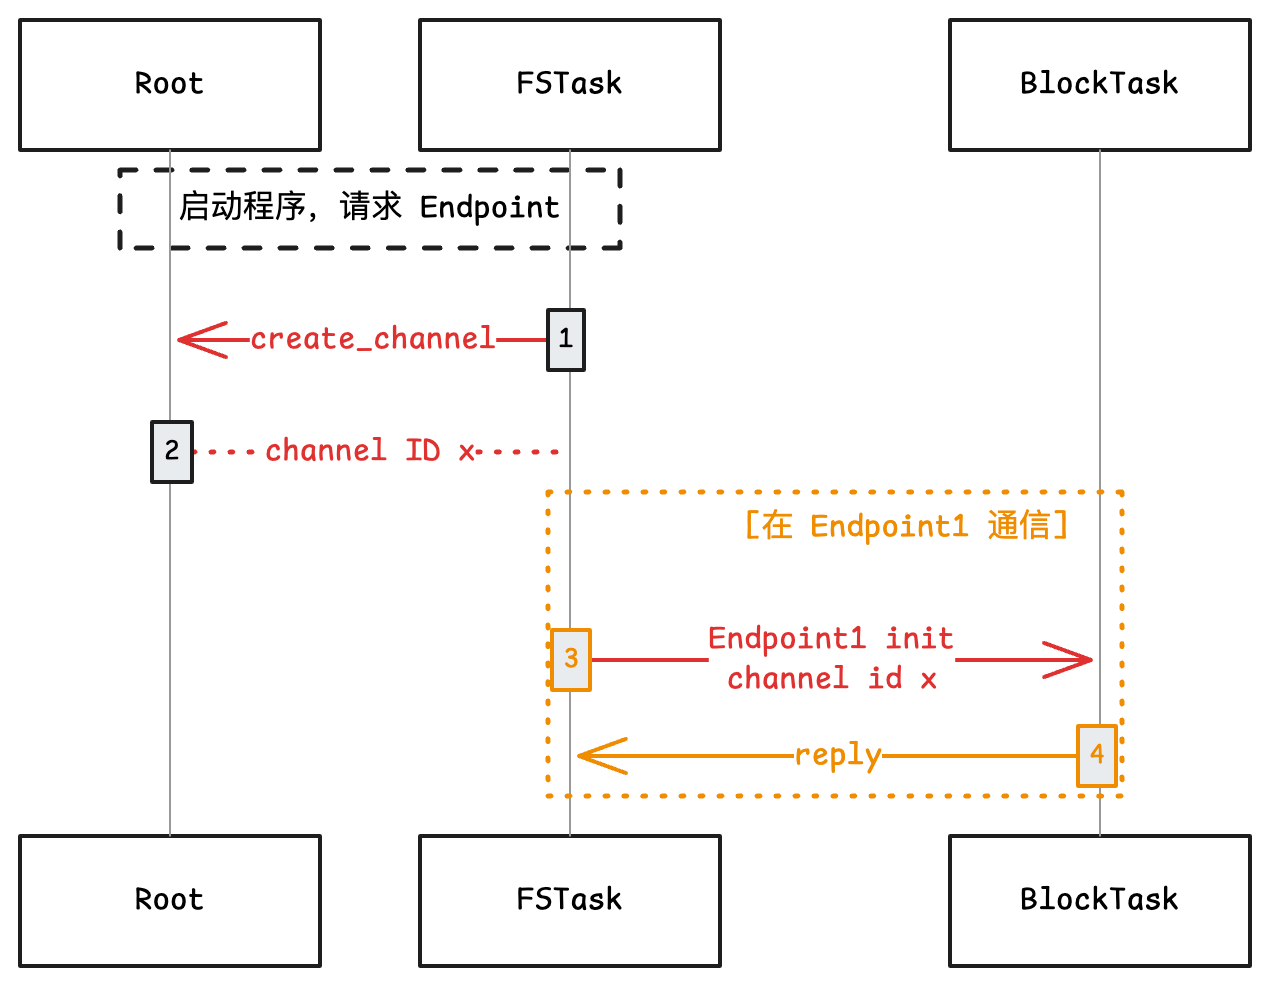 Root
FSTask
BlockTask
启动程序，请求 Endpoint
create_channel
1
2
channel ID x
[在 Endpoint1 通信]
3
Endpoint1 init
channel id x
reply
4
Root
FSTask
BlockTask